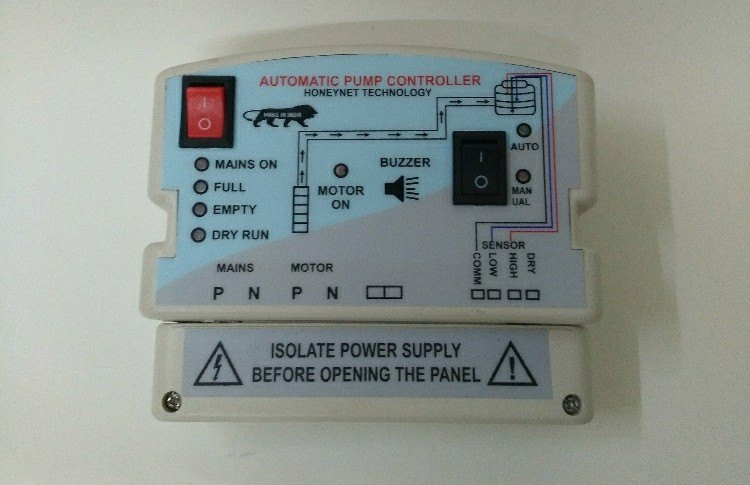 AUTOMATIC PUMP CONTROLLER
HONEYNET TECHNOLOGY
I
O
MAINS ON
FULL
EMPTY
DRY RUN
MOTOR
ON
BUZZER
I
O
AUTO
MAN
UAL
SENSOR
COMM
LOW
HIGH
DRY
MAINS
MOTOR
P N P N
ISOLATE POWER SUPPLY
BEFORE OPENING THE PANEL